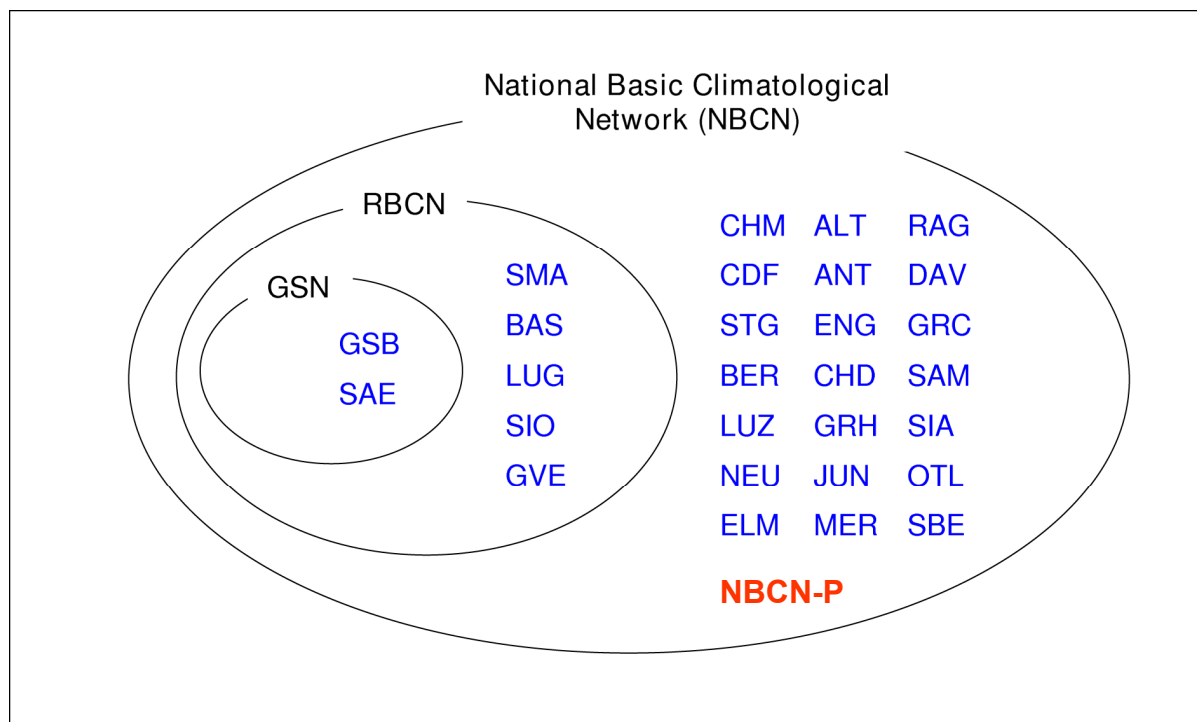 National Basic Climatological
Network (NBCN)
RBCN
GSN
GSB
SAE
SMA
BAS
LUG
SIO
GVE
CHM ALT RAG
CDF ANT DAV
STG ENG GRC
BER CHD SAM
LUZ GRH SIA
NEU JUN OTL
ELM MER SBE
NBCN-P